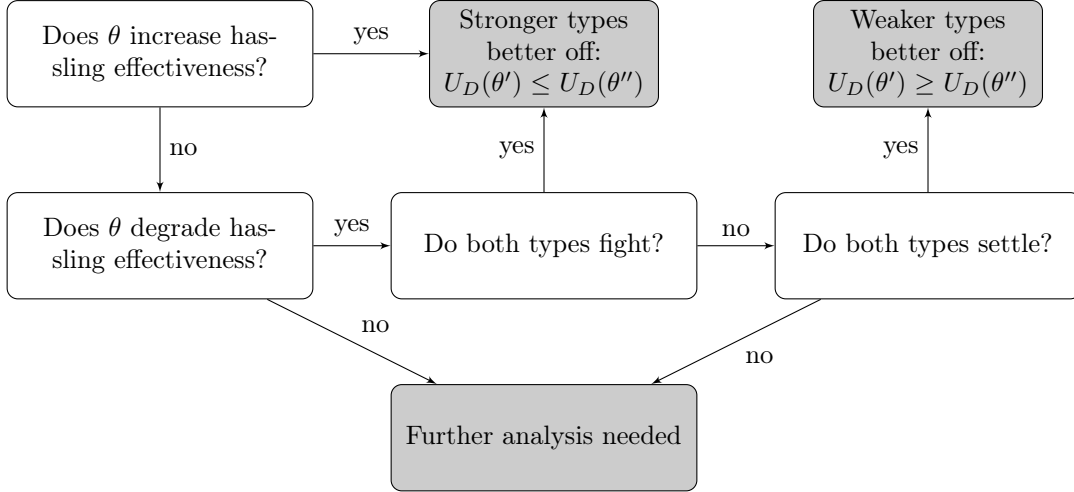 Does θ increase has-
sling effectiveness?
yes
Stronger types
better off:
U_D(θ′) ≤ U_D(θ″)
Weaker types
better off:
U_D(θ′) ≥ U_D(θ″)
no
yes
yes
Does θ degrade has-
sling effectiveness?
yes
Do both types fight?
no
Do both types settle?
no
no
Further analysis needed